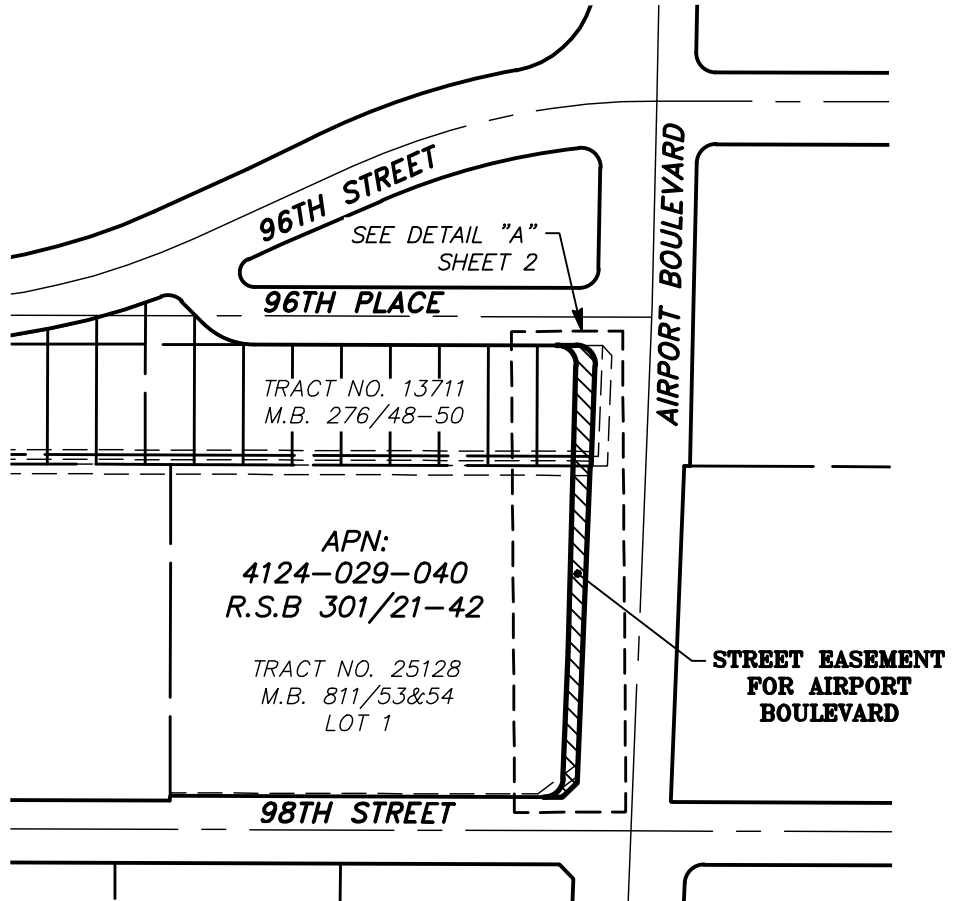 96TH STREET
SEE DETAIL "A"
SHEET 2
96TH PLACE
AIRPORT BOULEVARD
TRACT NO. 13711
M.B. 276/48-50
APN:
4124-029-040
R.S.B 301/21-42
TRACT NO. 25128
M.B. 811/53&54
LOT 1
STREET EASEMENT
FOR AIRPORT
BOULEVARD
98TH STREET